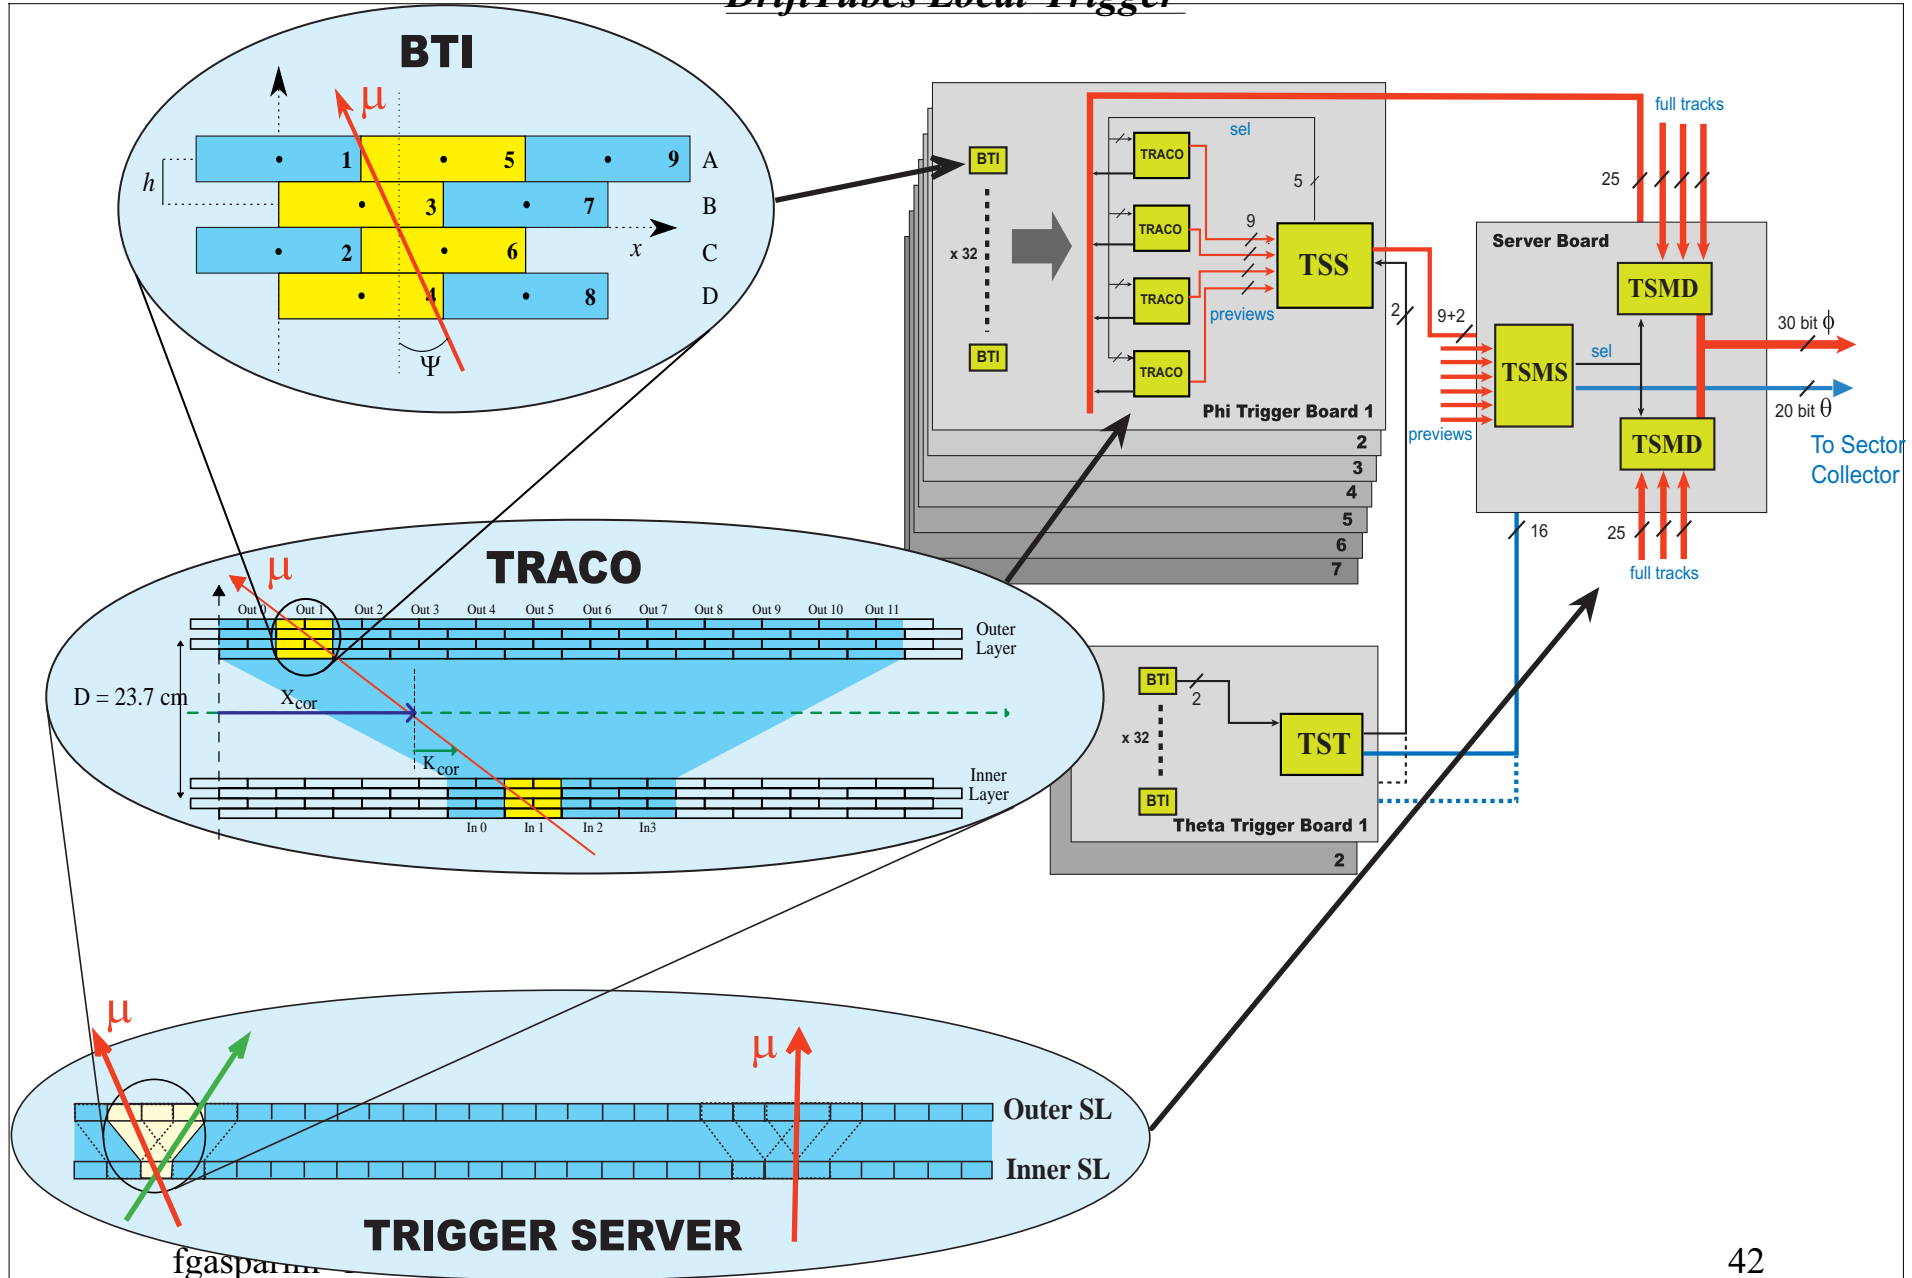 DriftTubes Local Trigger
BTI
μ
1 5 9 A
h
3 7 B
2 6 x C
4 8 D
Ψ
BTI
x 32
BTI
sel
5
TRACO
TRACO
TRACO
TRACO
9
previews
TSS
2
Phi Trigger Board 1
2
3
4
5
6
7
full tracks
25
Server Board
TSMD
9+2
TSMS
sel
previews
TSMD
30 bit ϕ
20 bit θ
To Sector
Collector
16
25
full tracks
TRACO
μ
Out 0 Out 1 Out 2 Out 3 Out 4 Out 5 Out 6 Out 7 Out 8 Out 9 Out 10 Out 11
Outer
Layer
D = 23.7 cm
Xcor
Kcor
Inner
Layer
In 0 In 1 In 2 In3
BTI
2
x 32
BTI
TST
Theta Trigger Board 1
2
μ
μ
Outer SL
Inner SL
TRIGGER SERVER
42